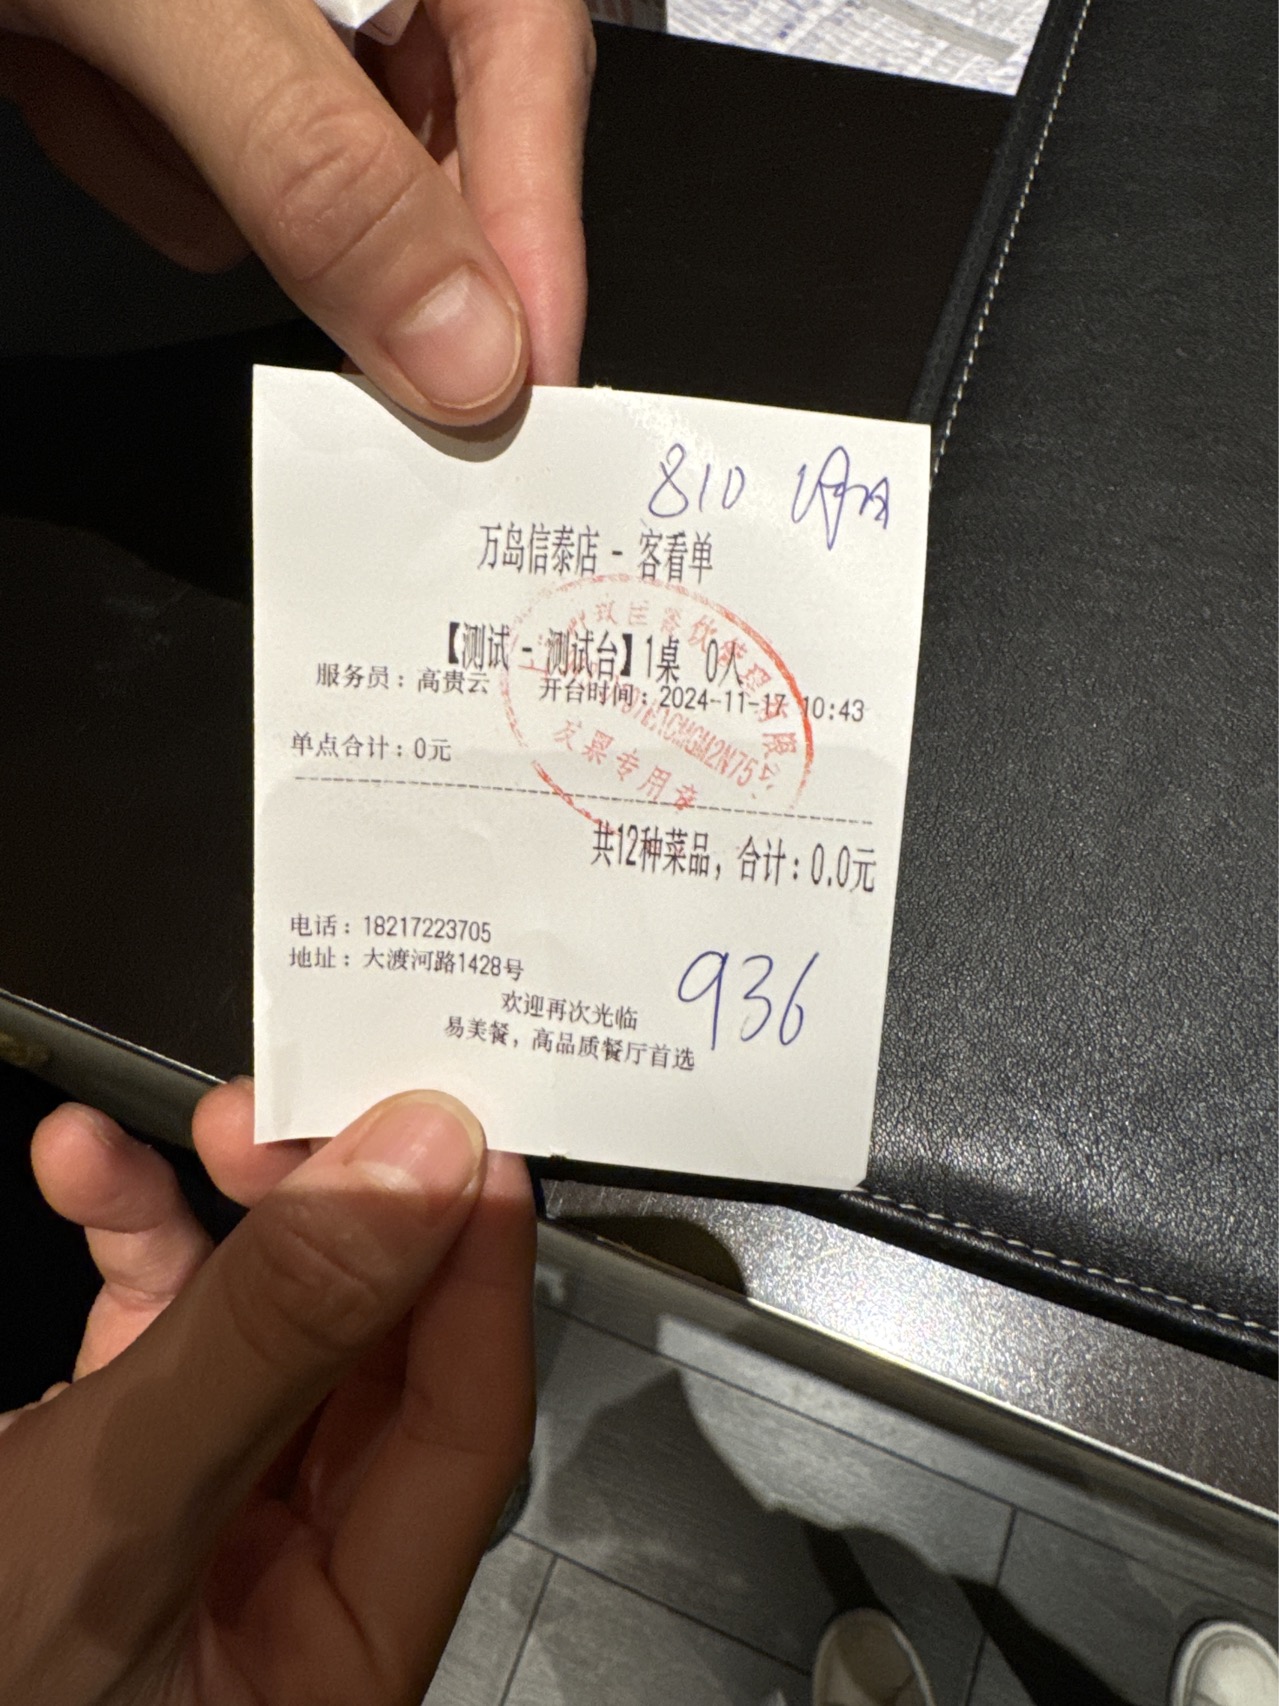 810
万岛信泰店 - 客看单
【测试 - 测试台】1桌 0人
服务员：高贵云 开台时间：2024-11-17 10:43
单点合计：0元
共12种菜品，合计：0.0元
电话：18217223705
地址：大渡河路1428号
936
欢迎再次光临
易美餐，高品质餐厅首选
发票专用章